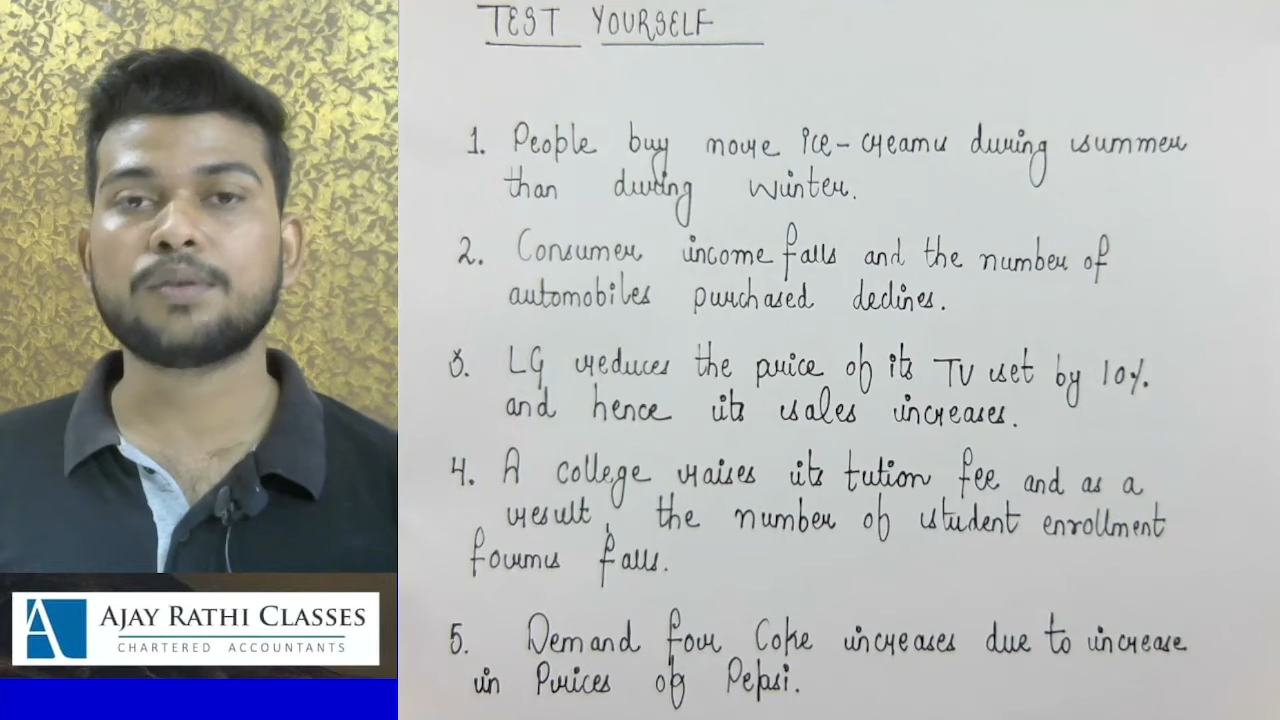 TEST YOURSELF
1. People buy more ice-creams during summer
than during winter.
2. Consumer income falls and the number of
automobiles purchased declines.
3. LG reduces the price of its TV set by 10%
and hence its sales increases.
4. A college raises its tution fee and as a
result, the number of student enrollment
forms falls.
5. Demand for Coke increases due to increase
in Prices of Pepsi.
A
AJAY RATHI CLASSES
CHARTERED ACCOUNTANTS